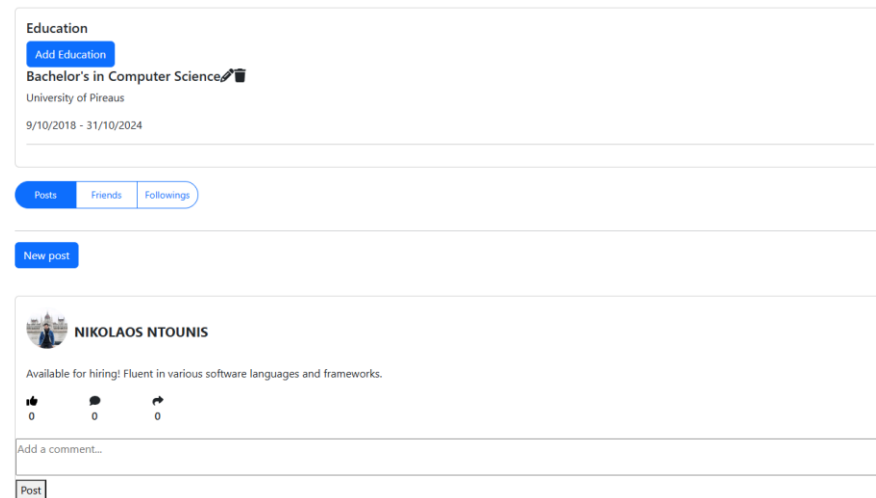 Education
Add Education
Bachelor's in Computer Science
University of Pireaus
9/10/2018 - 31/10/2024
Posts Friends Followings
New post
NIKOLAOS NTOUNIS
Available for hiring! Fluent in various software languages and frameworks.
0 0 0
Add a comment...
Post